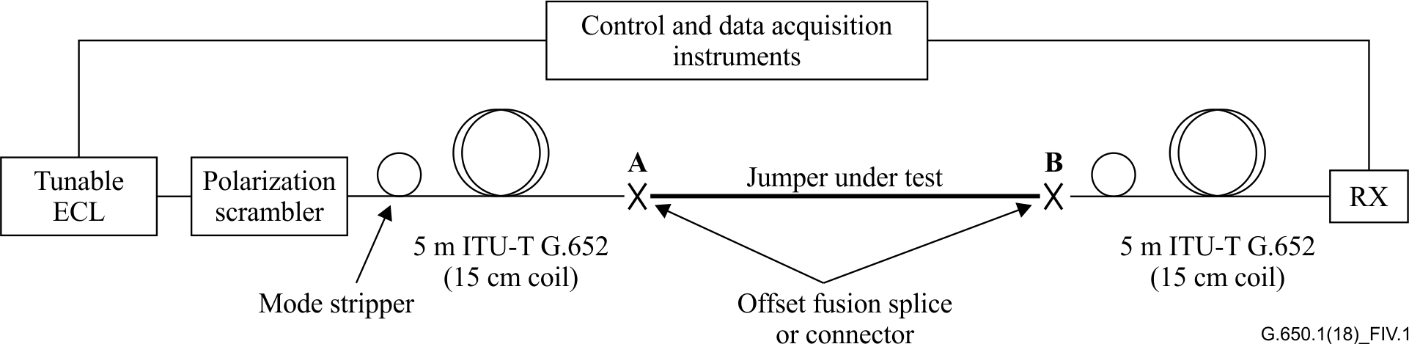 Control and data acquisition
instruments
Tunable
ECL
Polarization
scrambler
A
Jumper under test
B
RX
5 m ITU-T G.652
(15 cm coil)
5 m ITU-T G.652
(15 cm coil)
Mode stripper
Offset fusion splice
or connector
G.650.1(18)_FIV.1